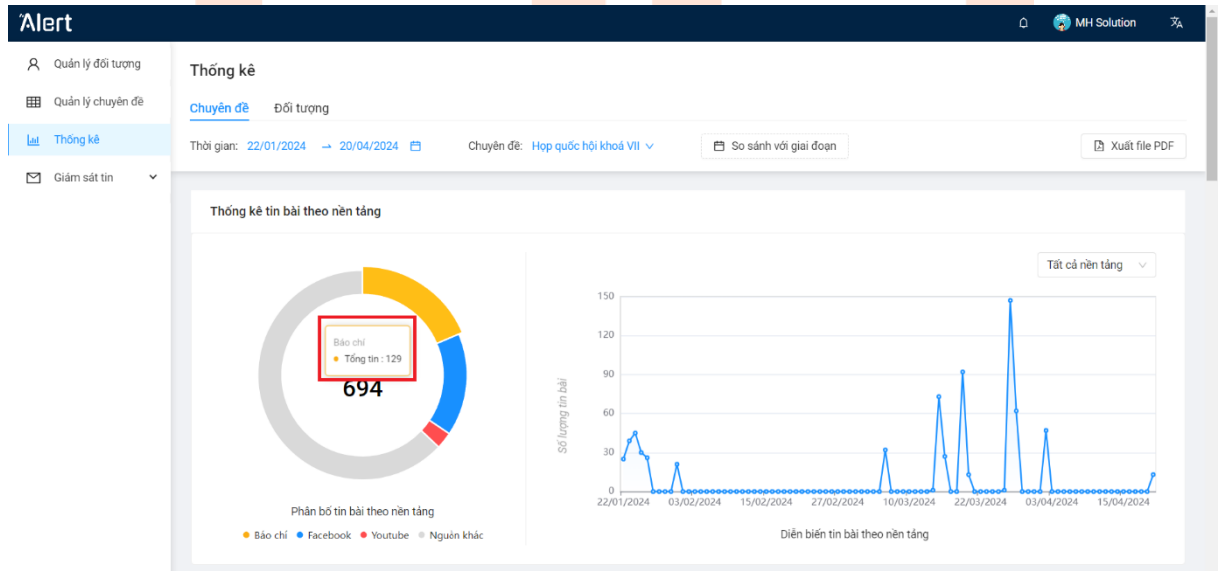 Alert
MH Solution
Quản lý đối tượng
Quản lý chuyên đề
Thống kê
Giám sát tin
Thống kê
Chuyên đề Đối tượng
Thời gian: 22/01/2024 → 20/04/2024 Chuyên đề: Họp quốc hội khoá VII So sánh với giai đoạn Xuất file PDF
Thống kê tin bài theo nền tảng
Báo chí
Tổng tin : 129
694
Phân bố tin bài theo nền tảng
Báo chí Facebook Youtube Nguồn khác
Tất cả nền tảng
Số lượng tin bài
150
120
90
60
30
0
22/01/2024 03/02/2024 15/02/2024 27/02/2024 10/03/2024 22/03/2024 03/04/2024 15/04/2024
Diễn biến tin bài theo nền tảng